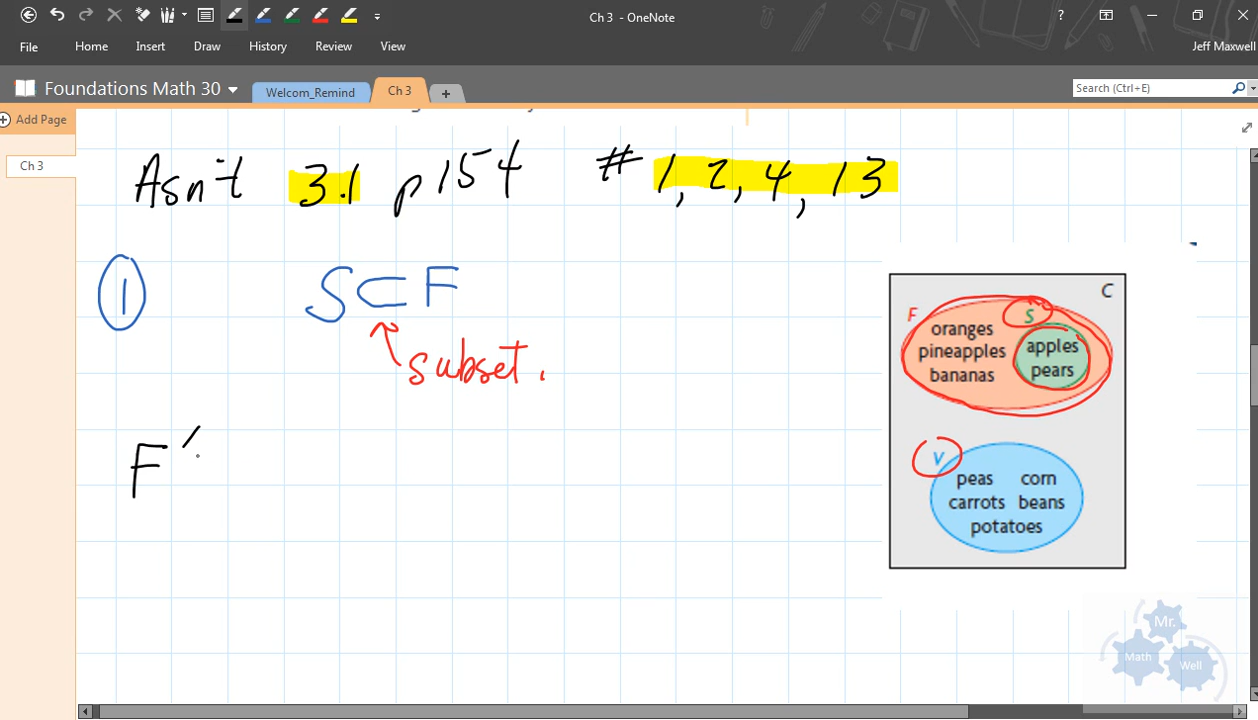 Ch 3 - OneNote
?
File Home Insert Draw History Review View
Jeff Maxwell
Foundations Math 30
Welcom_Remind
Ch 3
Search (Ctrl+E)
Add Page
Ch 3
Asn't 3.1 p154 # 1, 2, 4, 13
1
S⊂F
subset.
F'
C
F
S
oranges
pineapples
bananas
apples
pears
V
peas corn
carrots beans
potatoes
Mr.
Math
Well